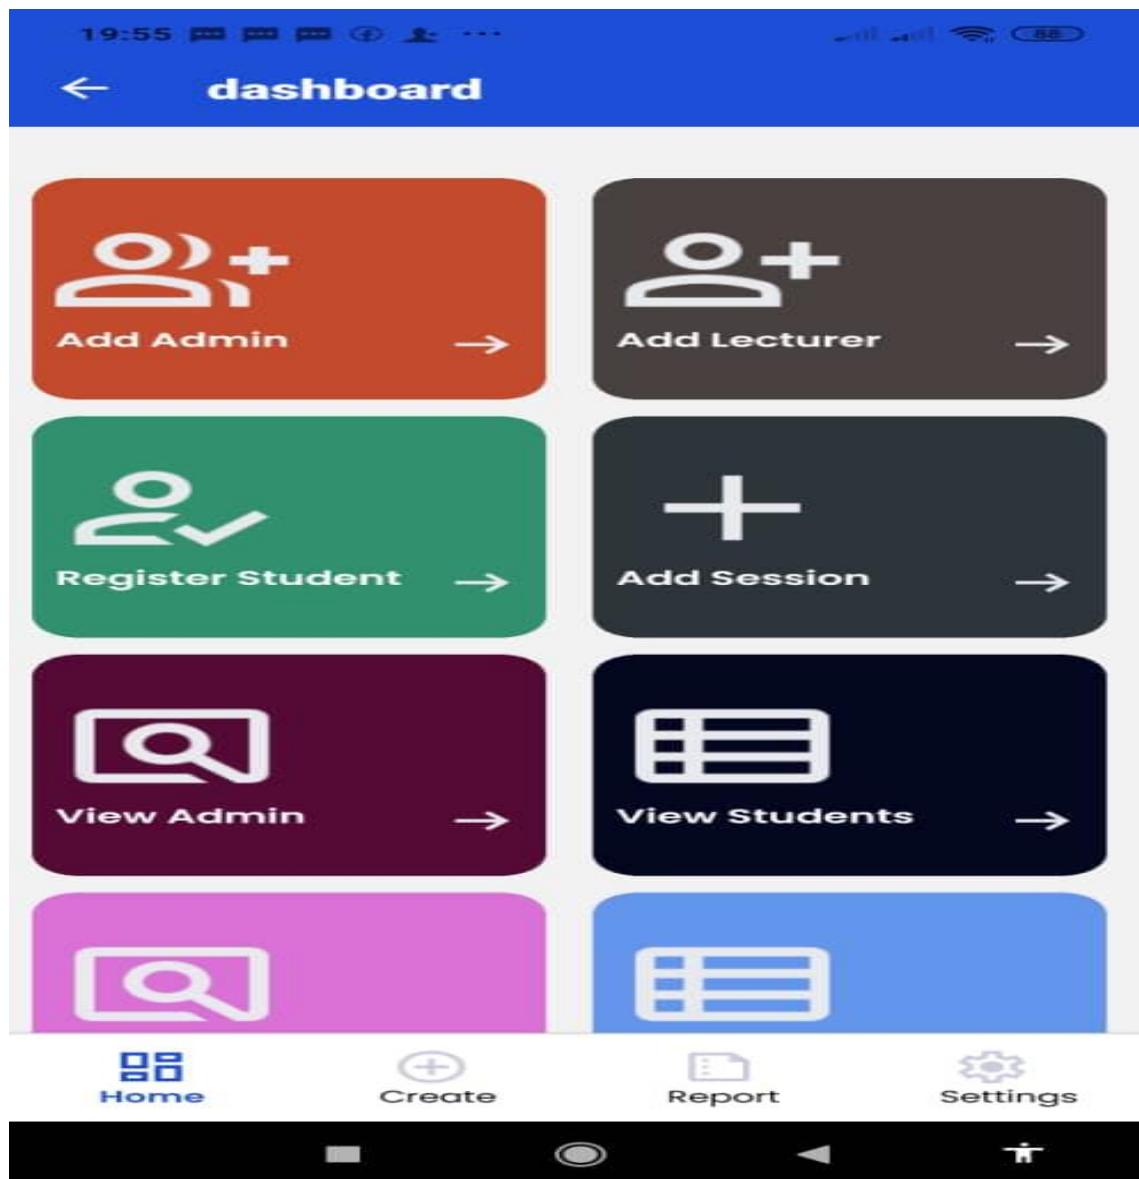 19:55 88
dashboard
Add Admin
Add Lecturer
Register Student
Add Session
View Admin
View Students
Home
Create
Report
Settings